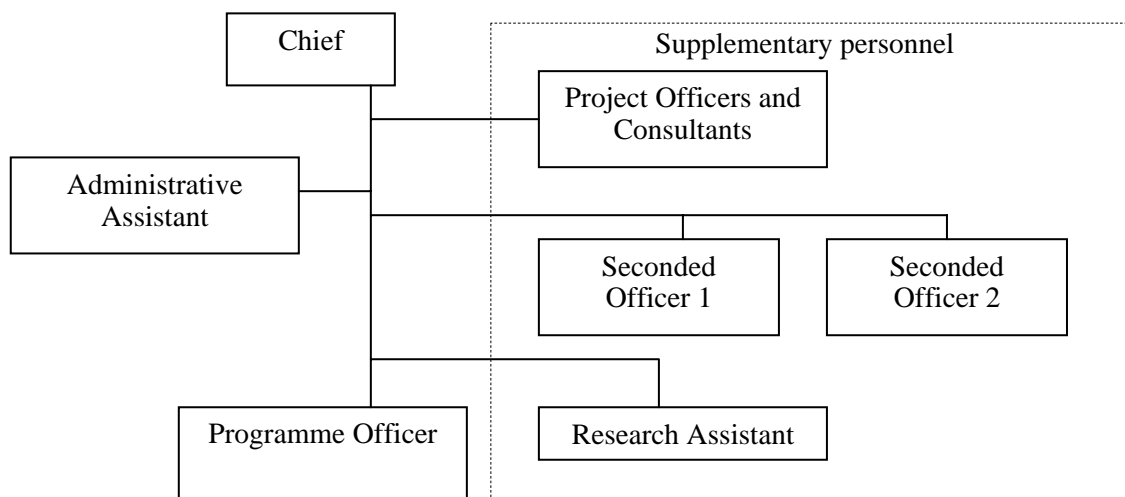 Chief
Supplementary personnel
Project Officers and
Consultants
Administrative
Assistant
Seconded
Officer 1
Seconded
Officer 2
Programme Officer
Research Assistant